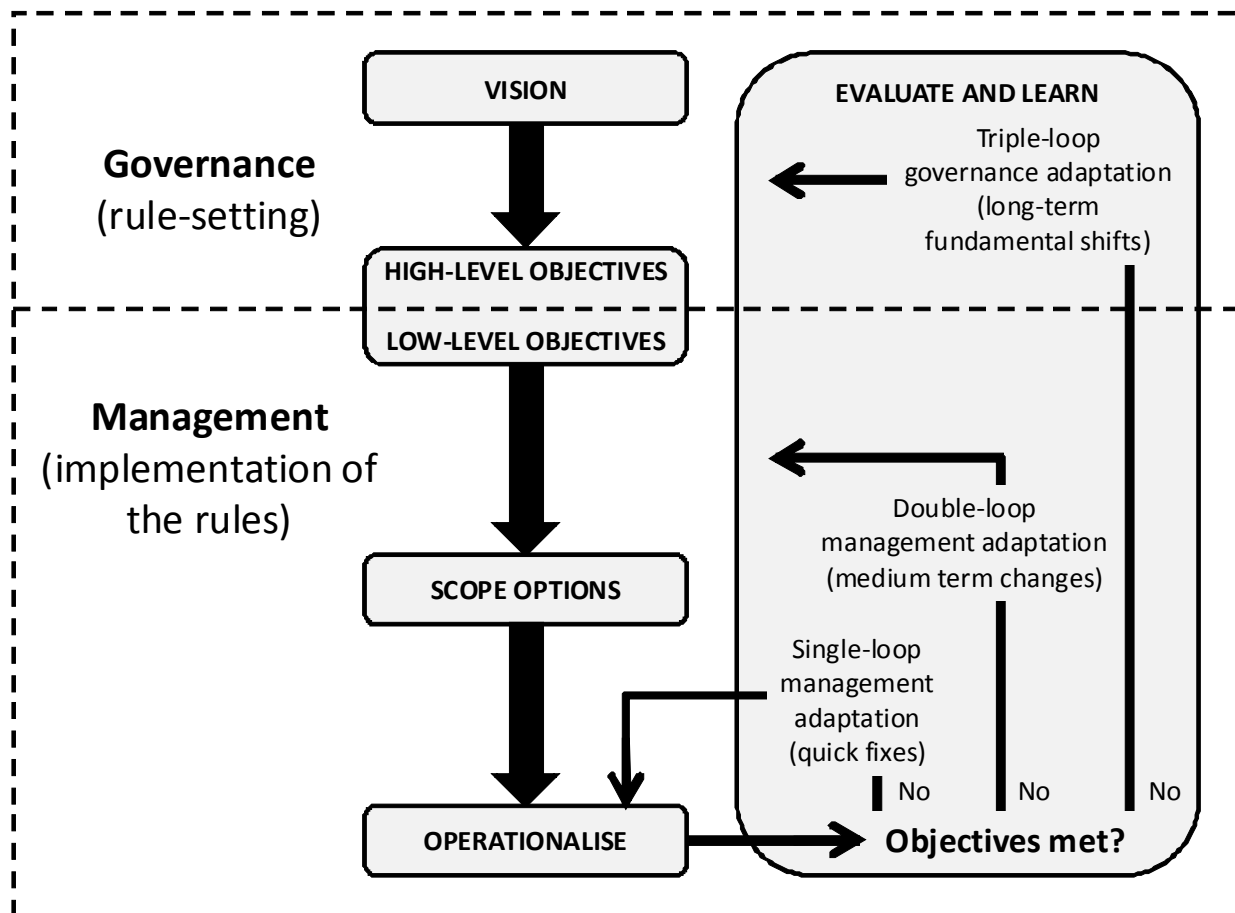 VISION
EVALUATE AND LEARN
Governance
(rule-setting)
Triple-loop
governance adaptation
(long-term
fundamental shifts)
HIGH-LEVEL OBJECTIVES
LOW-LEVEL OBJECTIVES
Management
(implementation of
the rules)
Double-loop
management adaptation
(medium term changes)
SCOPE OPTIONS
Single-loop
management
adaptation
(quick fixes)
No
No
No
OPERATIONALISE
Objectives met?